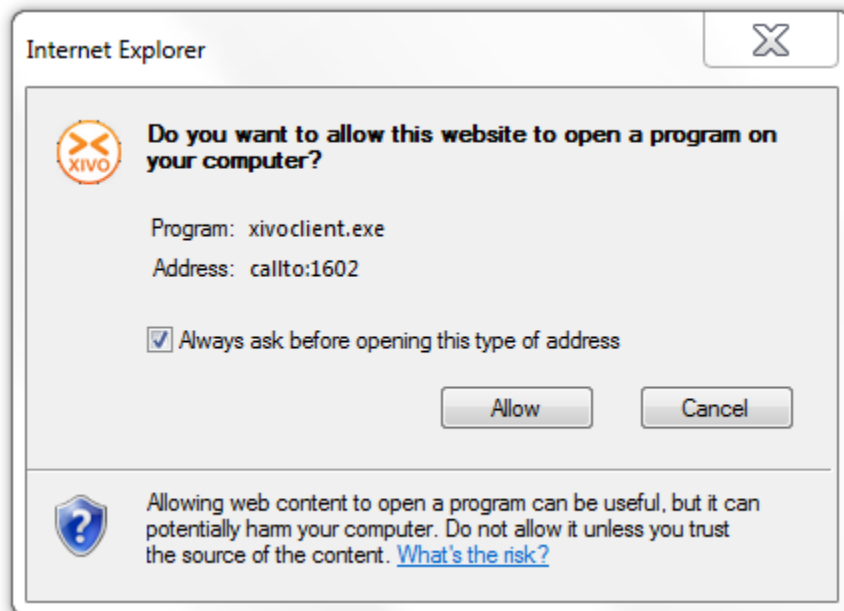 Internet Explorer
XIVO
Do you want to allow this website to open a program on
your computer?
Program: xivoclient.exe
Address: callto:1602
Always ask before opening this type of address
Allow Cancel
Allowing web content to open a program can be useful, but it can
potentially harm your computer. Do not allow it unless you trust
the source of the content. What's the risk?